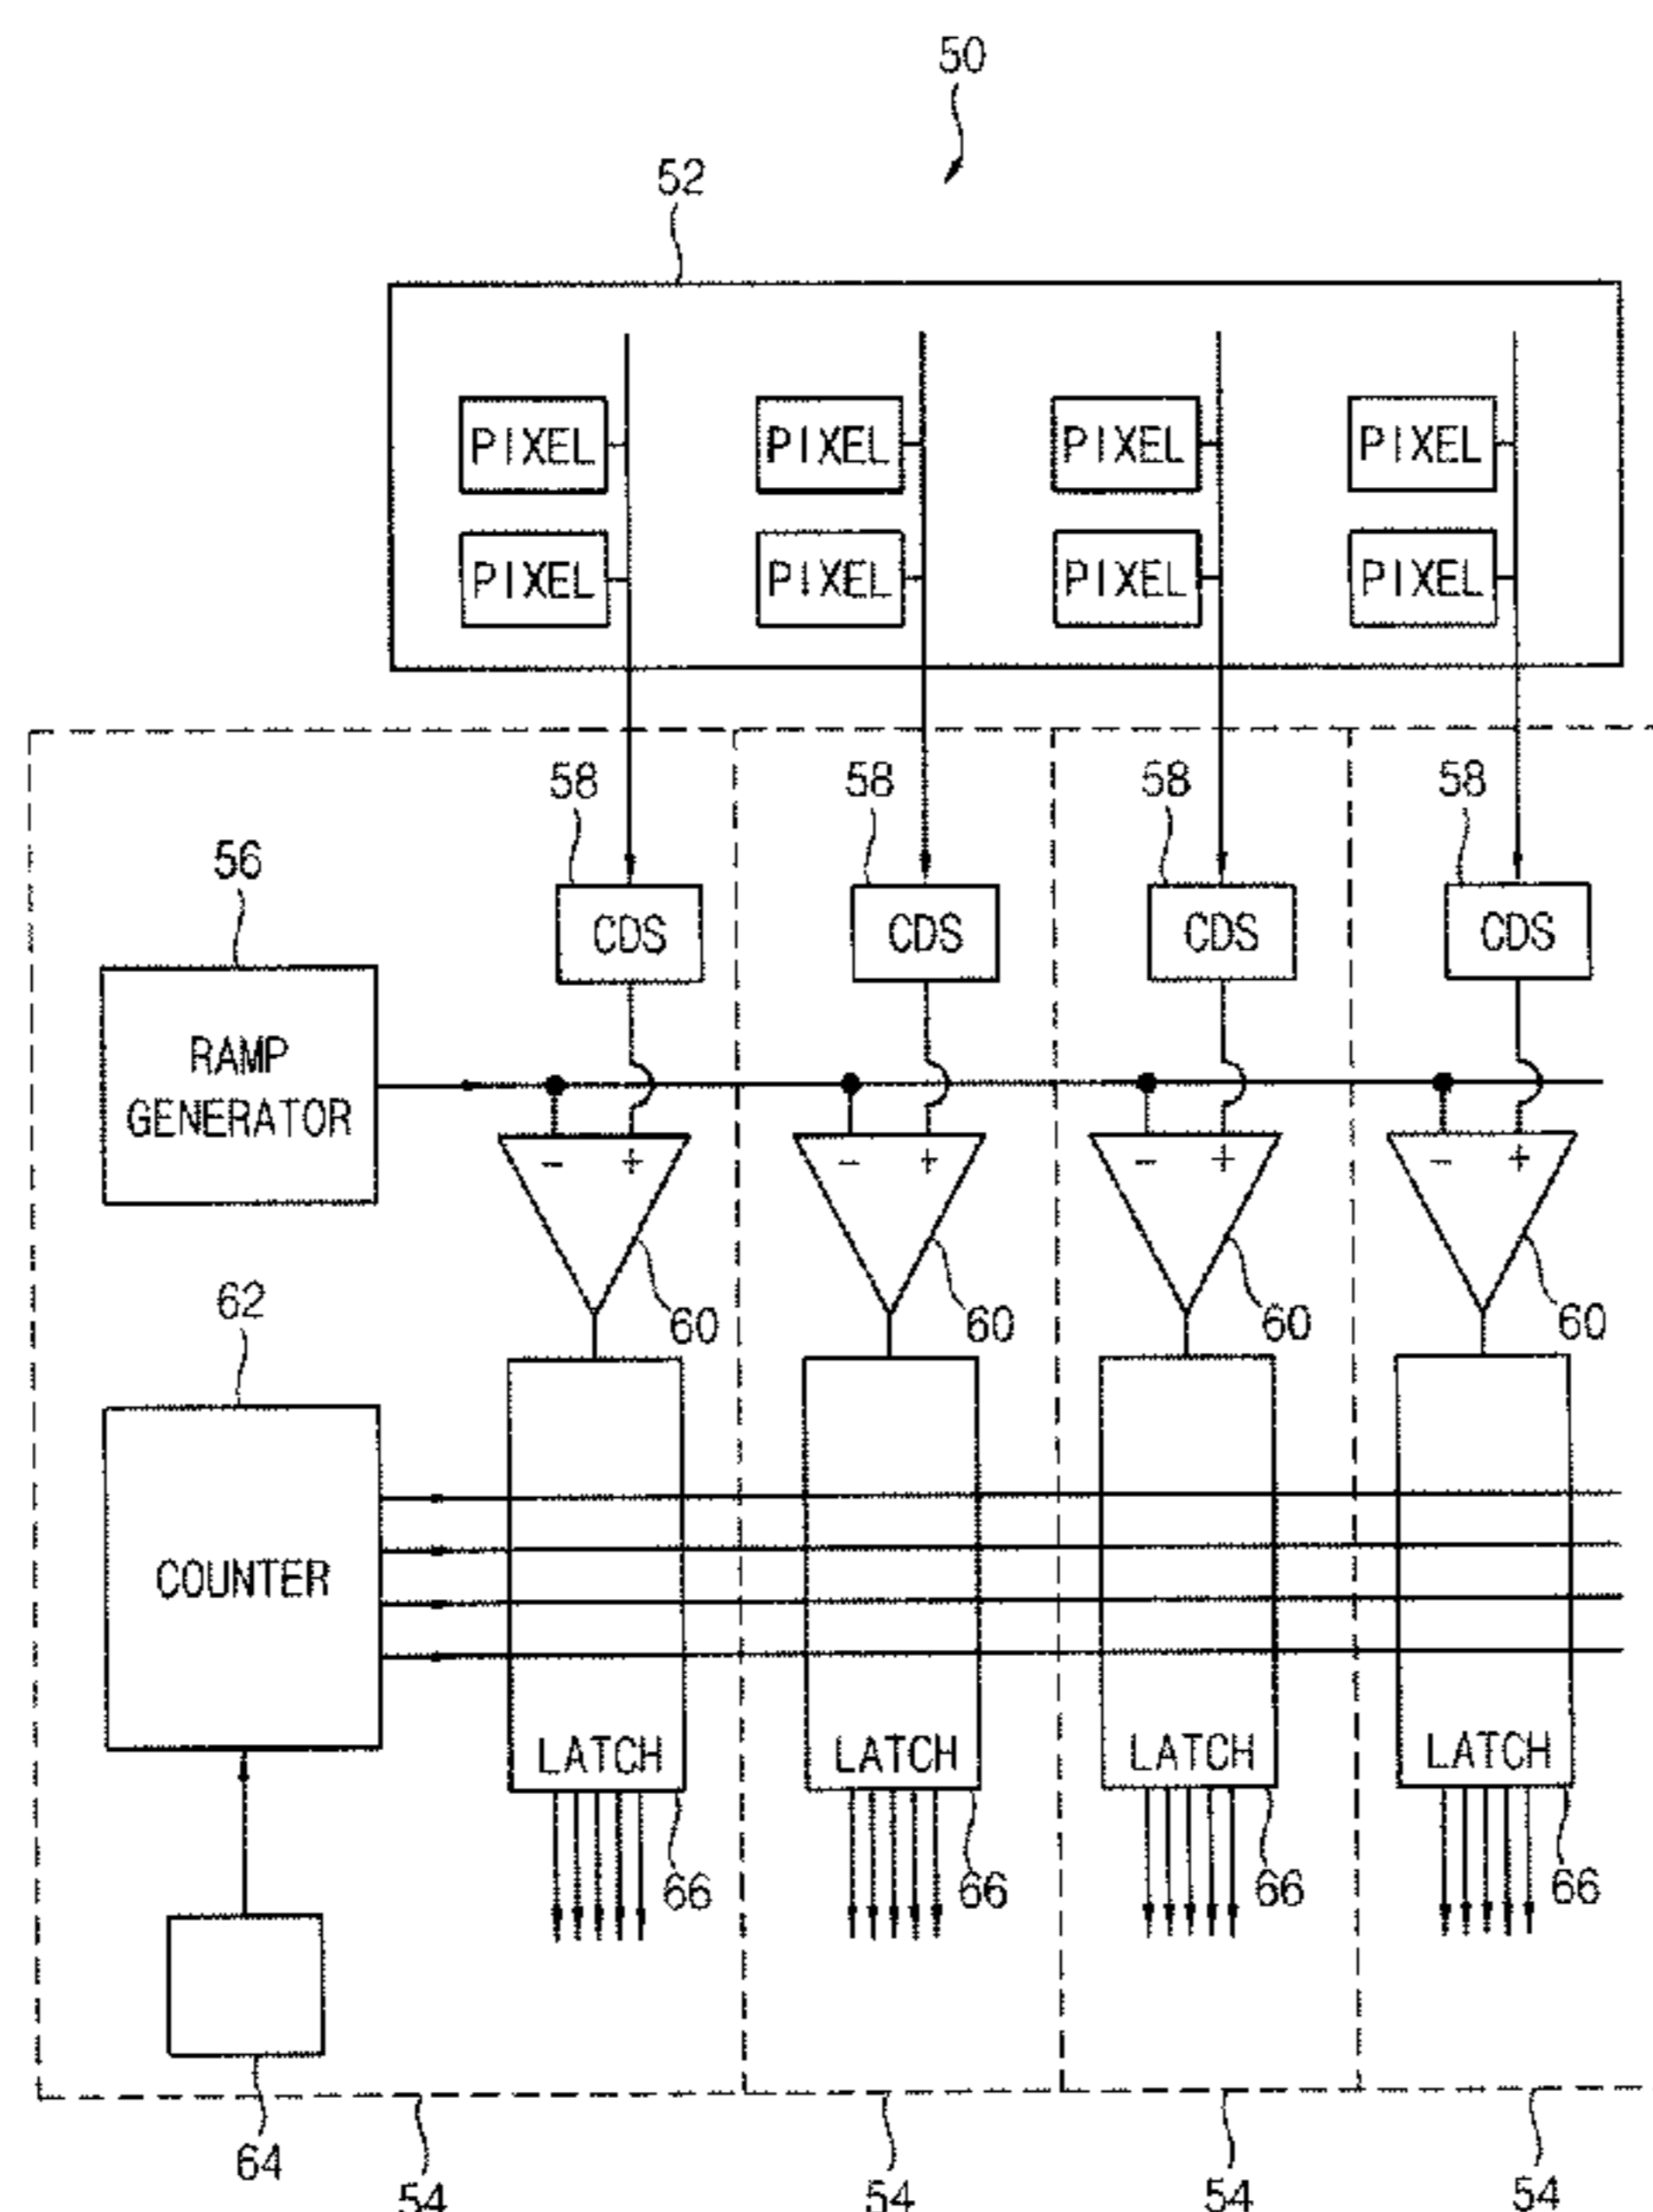 50
52
PIXEL PIXEL PIXEL PIXEL
PIXEL PIXEL PIXEL PIXEL
58 58 58 58
56
CDS CDS CDS CDS
RAMP
GENERATOR
- + - + - + - +
62
60 60 60 60
COUNTER
LATCH LATCH LATCH LATCH
66 66 66 66
64
54 54 54 54